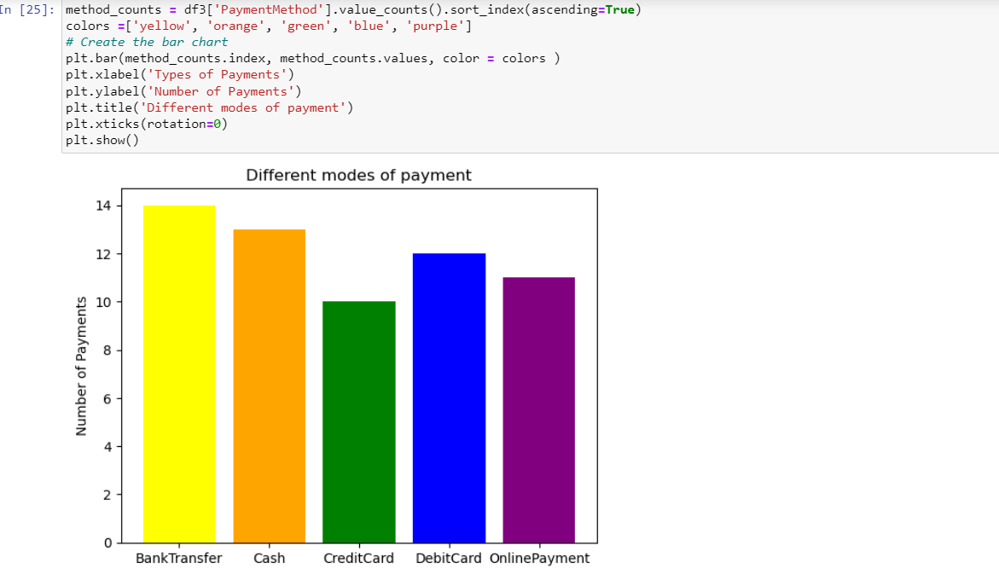 In [25]: method_counts = df3['PaymentMethod'].value_counts().sort_index(ascending=True)
colors =['yellow', 'orange', 'green', 'blue', 'purple']
# Create the bar chart
plt.bar(method_counts.index, method_counts.values, color = colors )
plt.xlabel('Types of Payments')
plt.ylabel('Number of Payments')
plt.title('Different modes of payment')
plt.xticks(rotation=0)
plt.show()
Different modes of payment
Number of Payments
14
12
10
8
6
4
2
0
BankTransfer Cash CreditCard DebitCard OnlinePayment